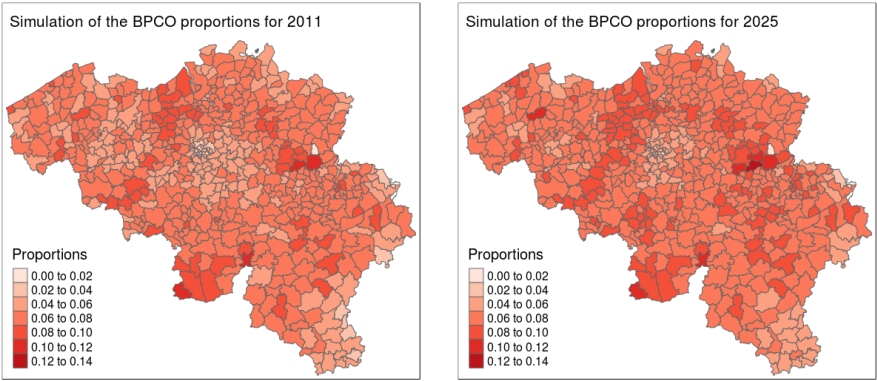 Simulation of the BPCO proportions for 2011
Proportions
0.00 to 0.02
0.02 to 0.04
0.04 to 0.06
0.06 to 0.08
0.08 to 0.10
0.10 to 0.12
0.12 to 0.14
Simulation of the BPCO proportions for 2025
Proportions
0.00 to 0.02
0.02 to 0.04
0.04 to 0.06
0.06 to 0.08
0.08 to 0.10
0.10 to 0.12
0.12 to 0.14